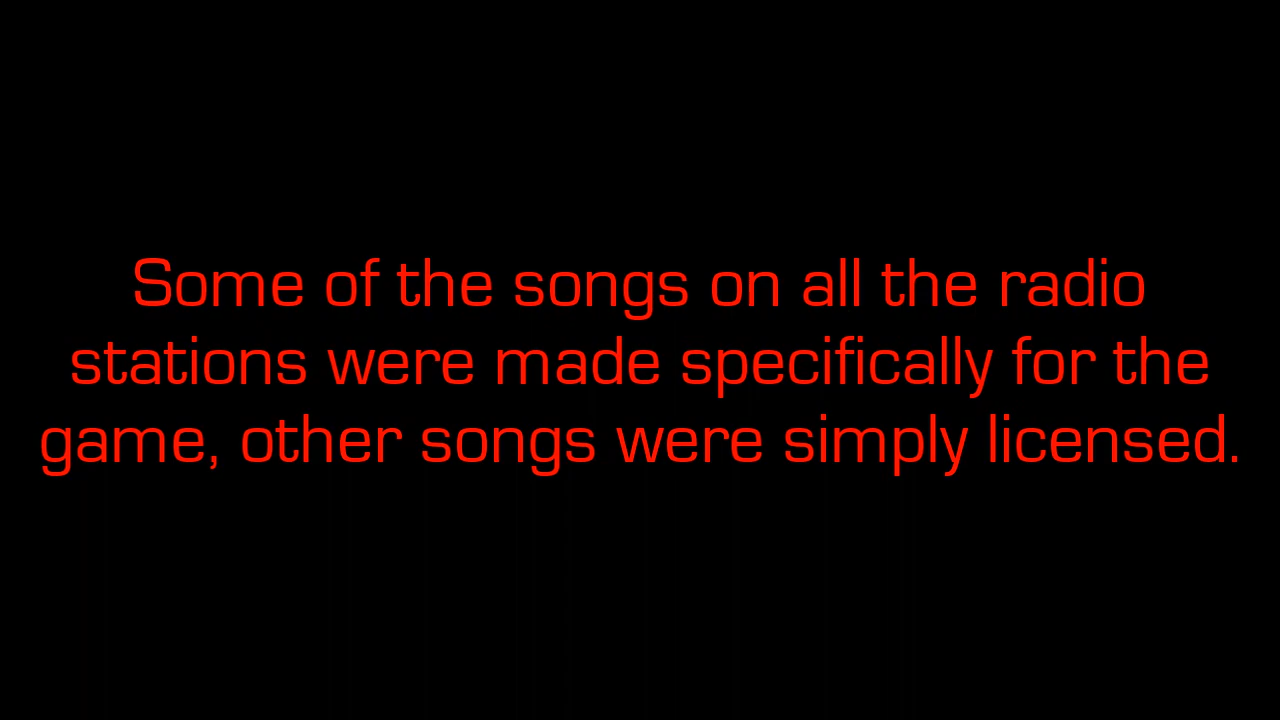 Some of the songs on all the radio
stations were made specifically for the
game, other songs were simply licensed.